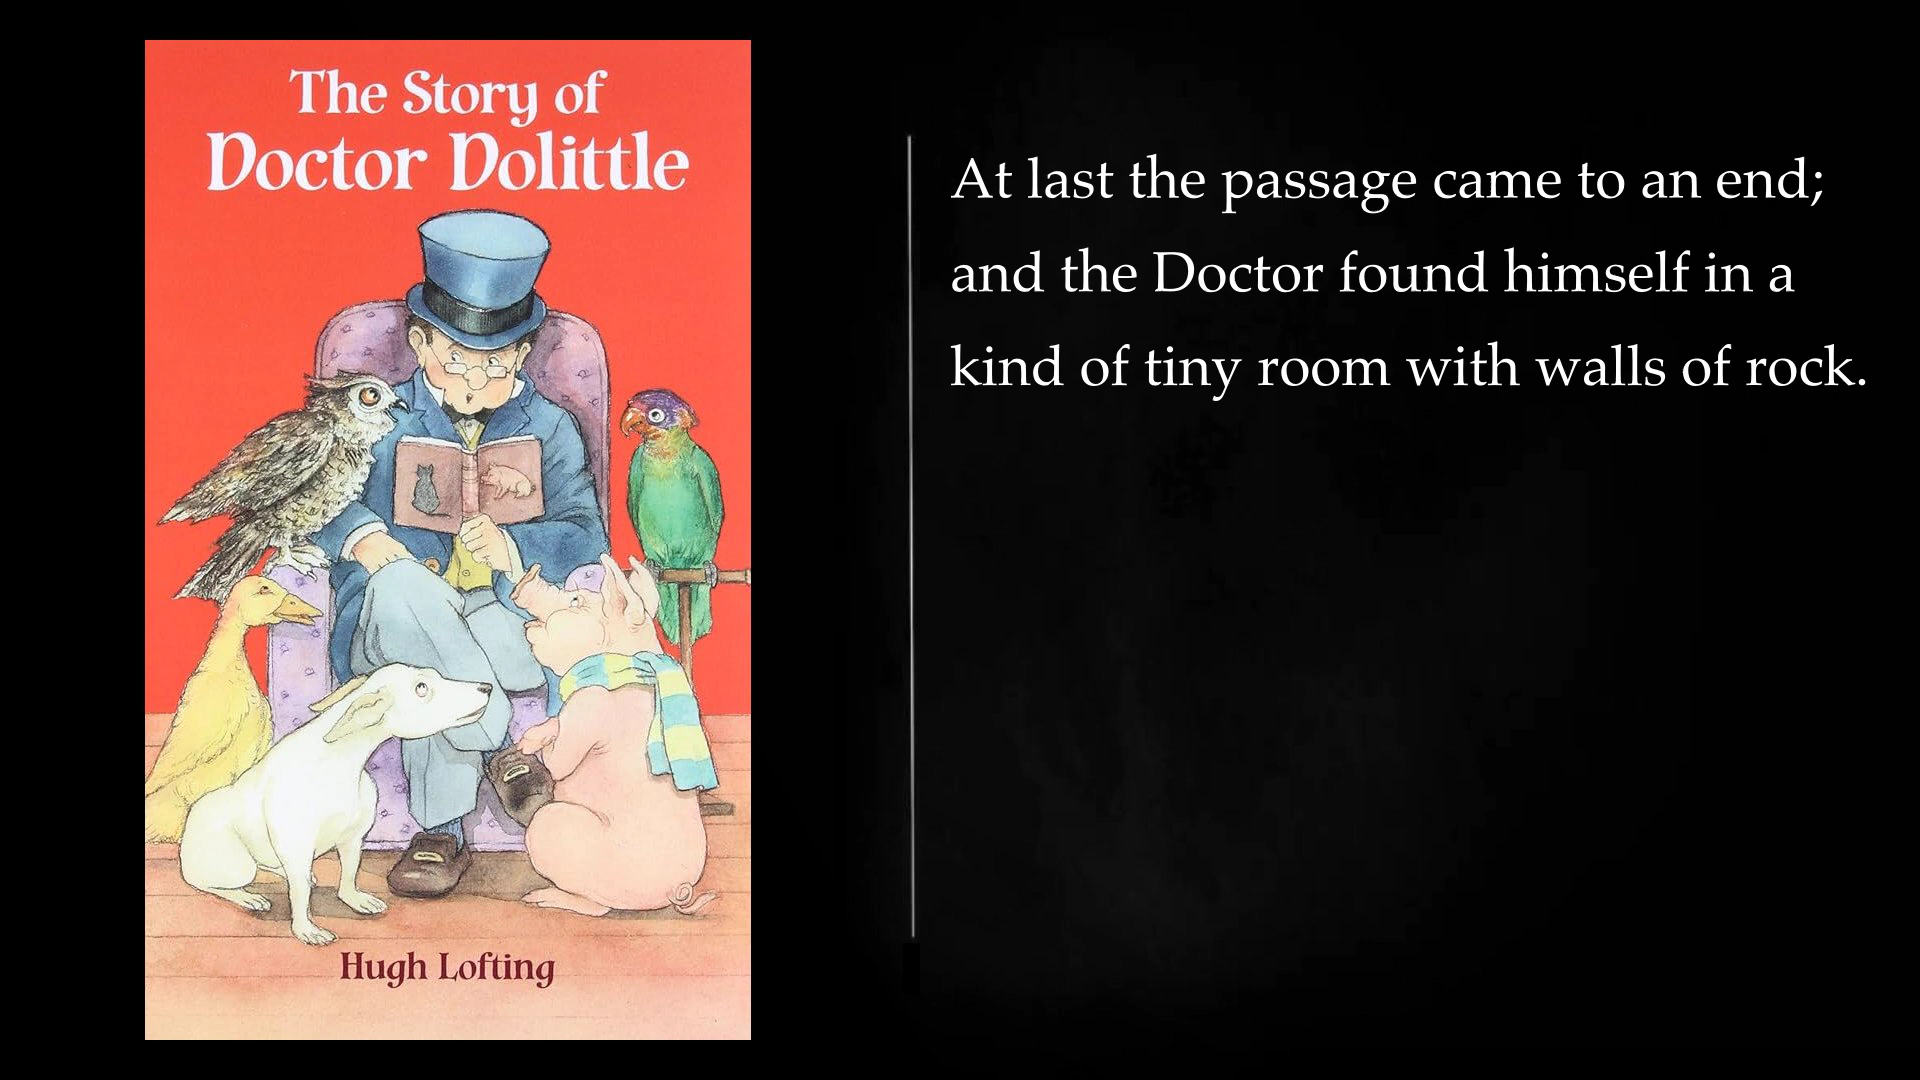 The Story of
Doctor Dolittle
Hugh Lofting
At last the passage came to an end;
and the Doctor found himself in a
kind of tiny room with walls of rock.